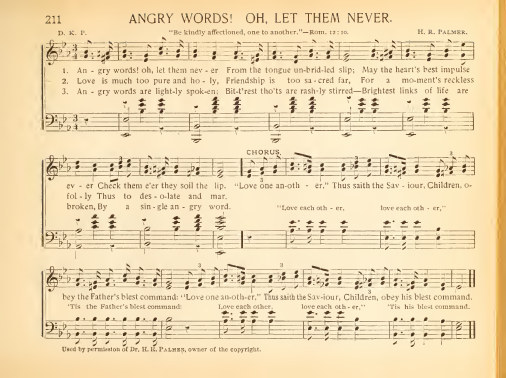 211 ANGRY WORDS! OH, LET THEM NEVER.
D. K. P. "Be kindly affectioned, one to another."—Rom. 12:10. H. R. PALMER.
1. An - gry words! oh, let them nev - er From the tongue un-brid-led slip; May the heart's best impulse
2. Love is much too pure and ho - ly, Friendship is too sa-cred far, For a mo-ment's reckless
3. An - gry words are light-ly spok-en: Bit-t'rest tho'ts are rash-ly stirred—Brightest links of life are
CHORUS.
ev - er Check them e'er they soil the lip. "Love one an-oth - er," Thus saith the Sav - iour, Children, o-
fol - ly Thus to des - o-late and mar.
broken, By a sin-gle an-gry word. "Love each oth - er, love each oth - er,"
bey the Father's blest command: "Love one an-oth-er," Thus saith the Sav-iour, Children, obey his blest command.
'Tis the Father's blest command: Love each other, love each oth - er," 'Tis his blest command.
Used by permission of Dr. H. R. PALMER, owner of the copyright.